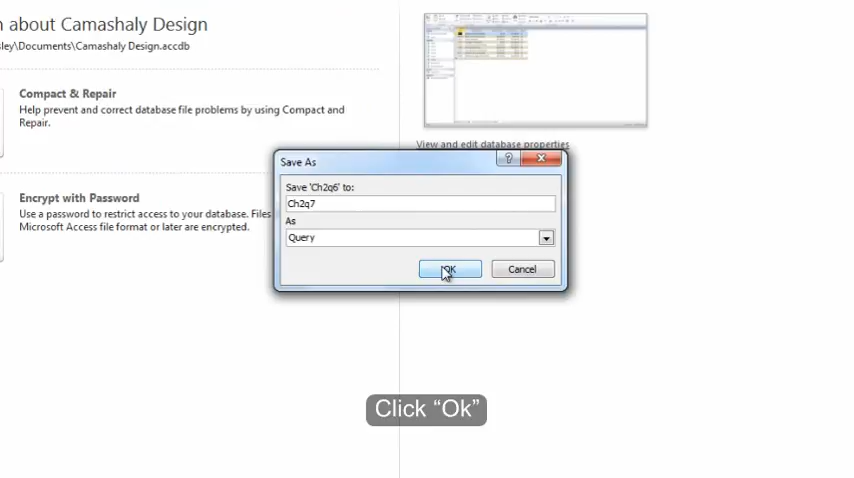 n about Camashaly Design
sley\Documents\Camashaly Design.accdb
Compact & Repair
Help prevent and correct database file problems by using Compact and
Repair.
Encrypt with Password
Use a password to restrict access to your database. Files
Microsoft Access file format or later are encrypted.
View and edit database properties
Save As
Save 'Ch2q6' to:
Ch2q7
As
Query
OK
Cancel
Click “Ok”